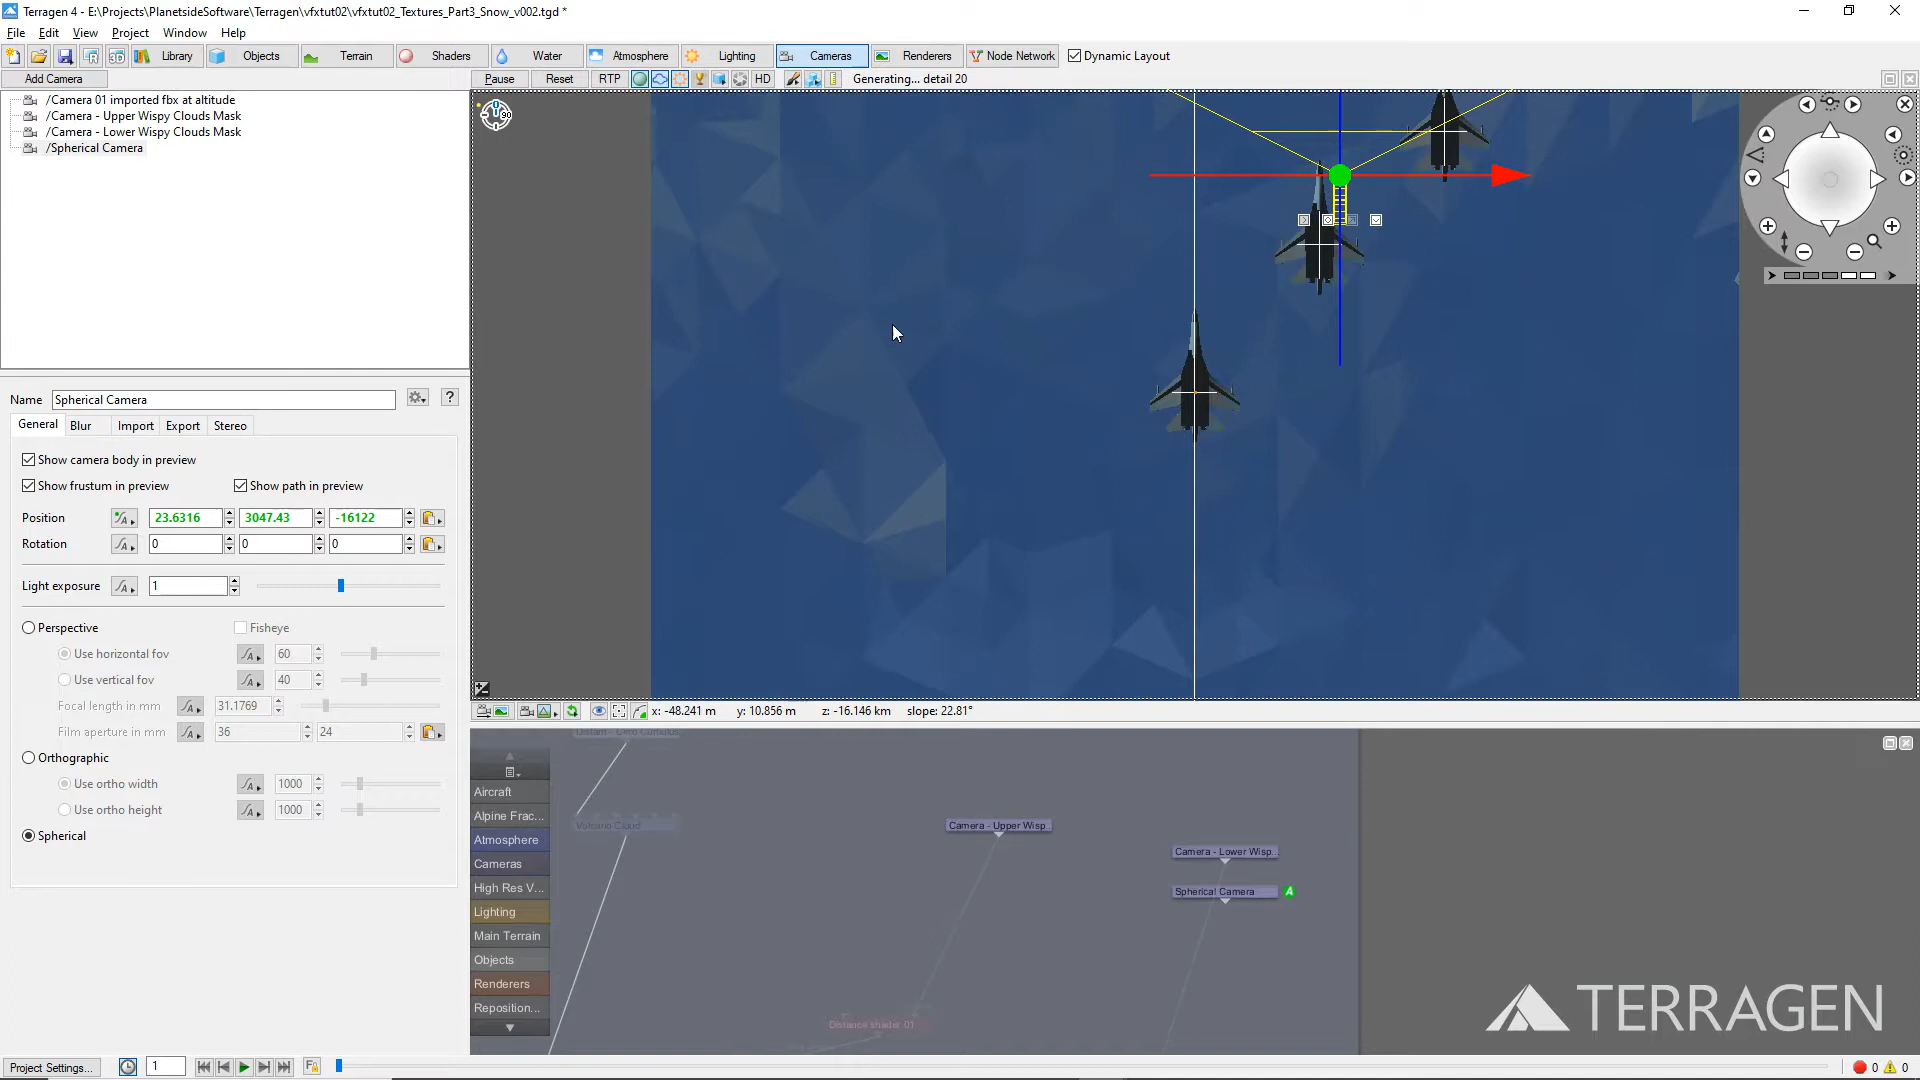 Terragen 4 - E:\Projects\PlanetsideSoftware\Terragen\vfxtut02\vfxtut02_Textures_Part3_Snow_v002.tgd *
File Edit View Project Window Help
Library Objects Terrain Shaders Water Atmosphere Lighting Cameras Renderers Node Network Dynamic Layout
Add Camera
Pause Reset RTP HD Generating... detail 20
/Camera 01 imported fbx at altitude
/Camera - Upper Wispy Clouds Mask
/Camera - Lower Wispy Clouds Mask
/Spherical Camera
90
Name Spherical Camera ?
General Blur Import Export Stereo
Show camera body in preview
Show frustum in preview Show path in preview
Position 23.6316 3047.43 -16122
Rotation 0 0 0
Light exposure 1
Perspective Fisheye
Use horizontal fov 60
Use vertical fov 40
Focal length in mm 31.1769
Film aperture in mm 36 24
Orthographic
Use ortho width 1000
Use ortho height 1000
Spherical
x: -48.241 m y: 10.856 m z: -16.146 km slope: 22.81°
Aircraft
Alpine Frac...
Atmosphere
Cameras
High Res V...
Lighting
Main Terrain
Objects
Renderers
Reposition...
Volcano Cloud
Camera - Upper Wisp..
Camera - Lower Wisp..
Spherical Camera A
Distance shader 01
TERRAGEN
Project Settings... 1 0 0